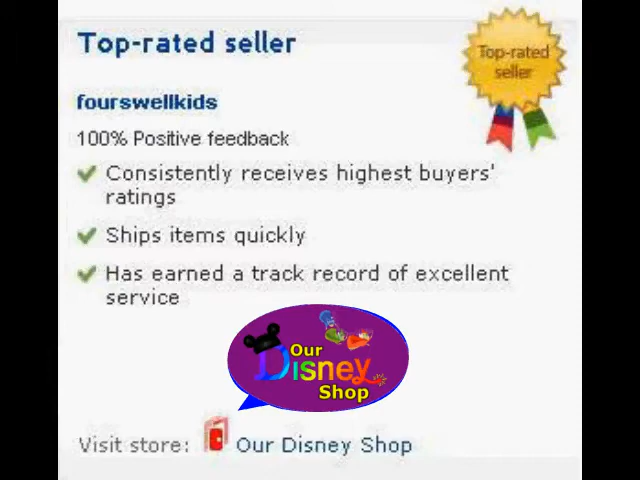 Top-rated seller
Top-rated
seller
fourswellkids
100% Positive feedback
Consistently receives highest buyers'
ratings
Ships items quickly
Has earned a track record of excellent
service
Our
Disney
Shop
Visit store: Our Disney Shop